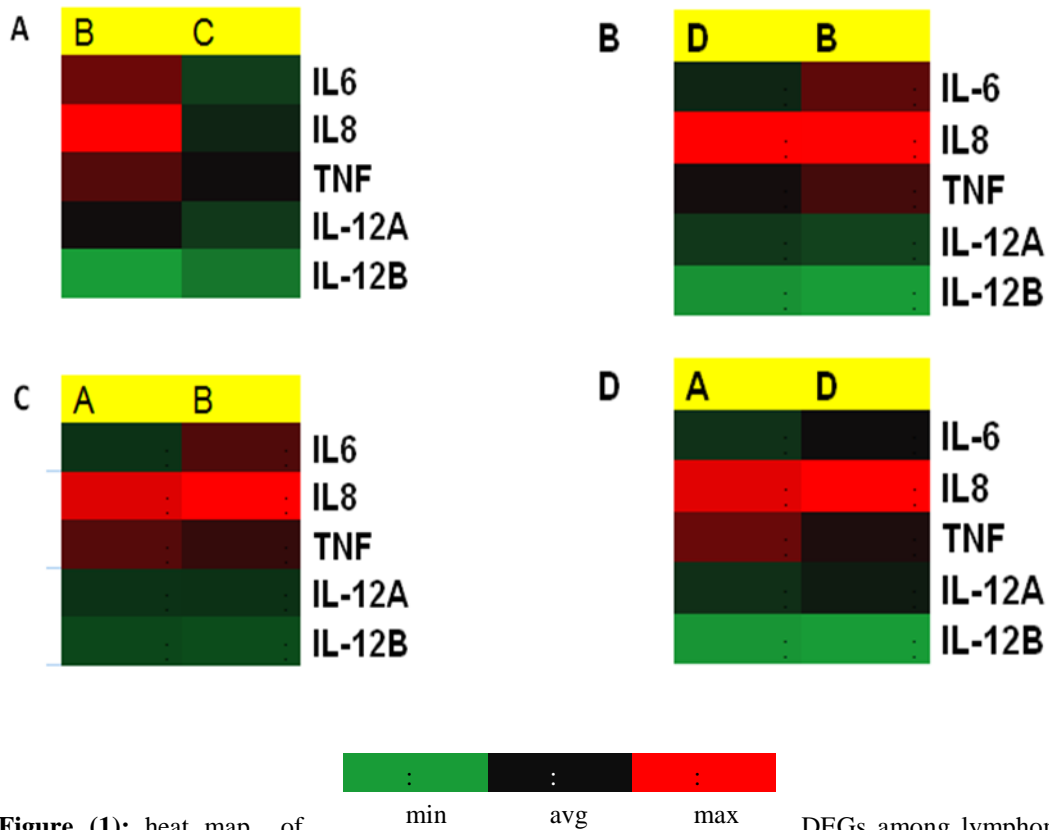 A
B C
IL6
IL8
TNF
IL-12A
IL-12B
B
D B
IL-6
IL8
TNF
IL-12A
IL-12B
C
A B
IL6
IL8
TNF
IL-12A
IL-12B
D
A D
IL-6
IL8
TNF
IL-12A
IL-12B
: : :
min avg max
Figure (1): heat map of DEGs among